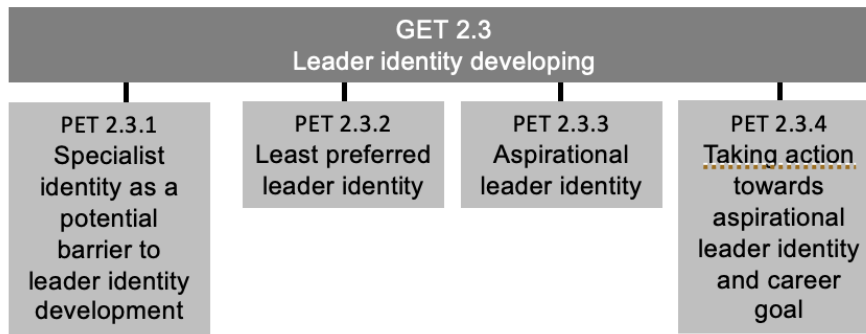 GET 2.3
Leader identity developing
PET 2.3.1
Specialist
identity as a
potential
barrier to
leader identity
development
PET 2.3.2
Least preferred
leader identity
PET 2.3.3
Aspirational
leader identity
PET 2.3.4
Taking action
towards
aspirational
leader identity
and career
goal